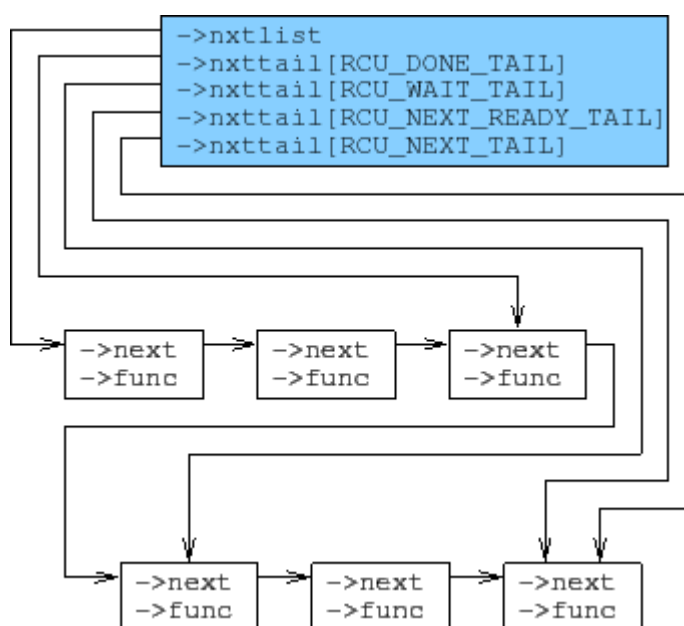 ->nxtlist
->nxttail[RCU_DONE_TAIL]
->nxttail[RCU_WAIT_TAIL]
->nxttail[RCU_NEXT_READY_TAIL]
->nxttail[RCU_NEXT_TAIL]
->next
->func
->next
->func
->next
->func
->next
->func
->next
->func
->next
->func